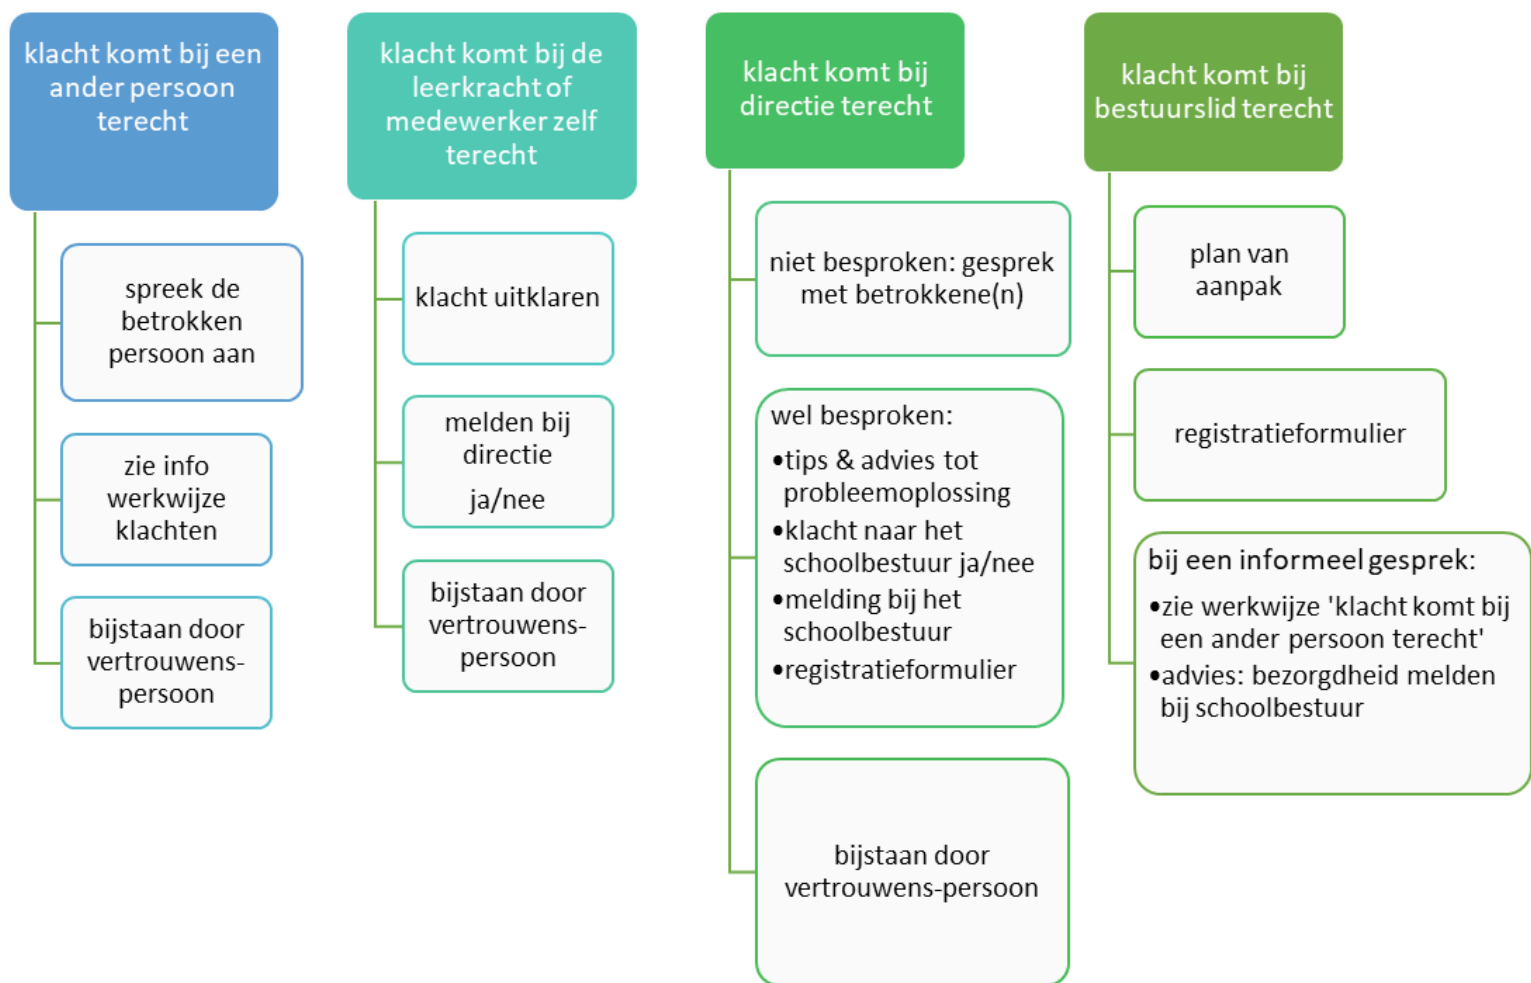 klacht komt bij een
ander persoon
terecht
spreek de
betrokken
persoon aan
zie info
werkwijze
klachten
bijstaan door
vertrouwens-
persoon
klacht komt bij de
leerkracht of
medewerker zelf
terecht
klacht uitklaren
melden bij
directie
ja/nee
bijstaan door
vertrouwens-
persoon
klacht komt bij
directie terecht
niet besproken: gesprek
met betrokkene(n)
wel besproken:
•tips & advies tot
probleemoplossing
•klacht naar het
schoolbestuur ja/nee
•melding bij het
schoolbestuur
•registratieformulier
bijstaan door
vertrouwens-persoon
klacht komt bij
bestuurslid terecht
plan van
aanpak
registratieformulier
bij een informeel gesprek:
•zie werkwijze 'klacht komt bij
een ander persoon terecht'
•advies: bezorgdheid melden
bij schoolbestuur